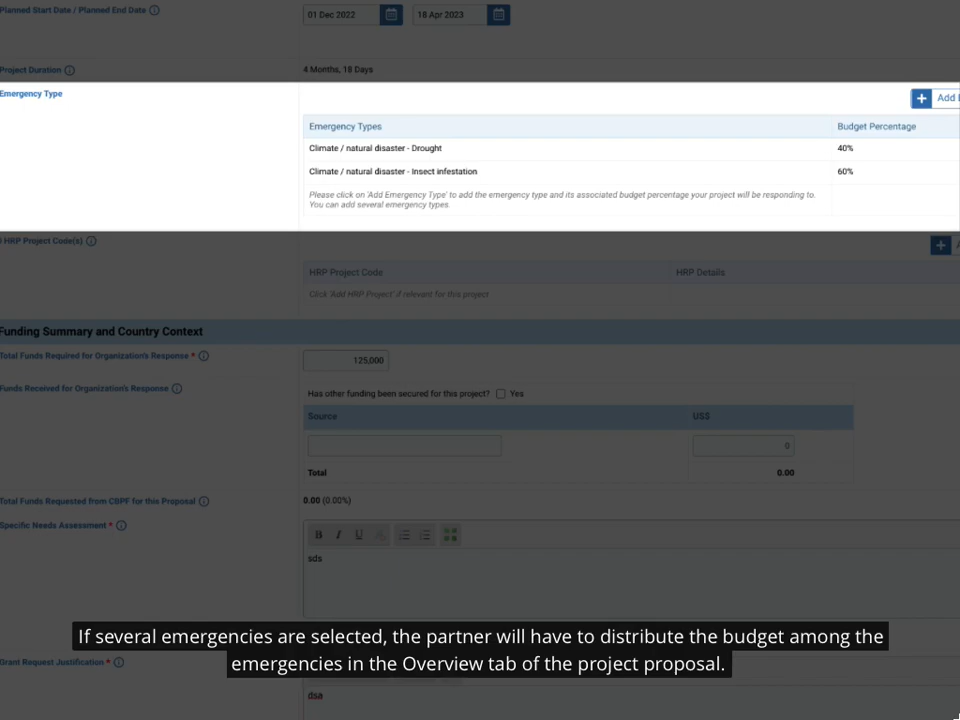 Planned Start Date / Planned End Date
01 Dec 2022
18 Apr 2023
Project Duration
4 Months, 18 Days
Emergency Type
Add
Emergency Types
Budget Percentage
Climate / natural disaster - Drought
40%
Climate / natural disaster - Insect infestation
60%
Please click on 'Add Emergency Type' to add the emergency type and its associated budget percentage your project will be responding to.
You can add several emergency types.
HRP Project Code(s)
HRP Project Code
HRP Details
Click 'Add HRP Project' if relevant for this project
Funding Summary and Country Context
Total Funds Required for Organization's Response *
125,000
Funds Received for Organization's Response
Has other funding been secured for this project? Yes
Source
US$
0
Total
0.00
Total Funds Requested from CBPF for this Proposal
0.00 (0.00%)
Specific Needs Assessment *
B I U
sds
If several emergencies are selected, the partner will have to distribute the budget among the
emergencies in the Overview tab of the project proposal.
Grant Request Justification *
dsa